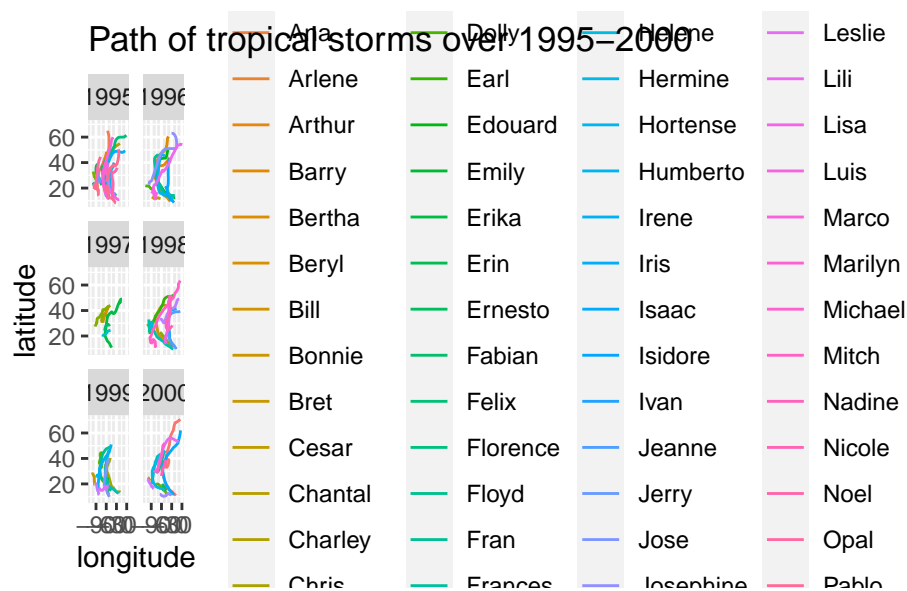 Path of tropical storms over 1995−2000
1995 1996
60
40
20
1997 1998
60
40
20
1999 2000
60
40
20
longitude
latitude
Ana
Arlene
Arthur
Barry
Bertha
Beryl
Bill
Bonnie
Bret
Cesar
Chantal
Charley
Chris
Dolly
Earl
Edouard
Emily
Erika
Erin
Ernesto
Fabian
Felix
Florence
Floyd
Fran
Frances
Helene
Hermine
Hortense
Humberto
Irene
Iris
Isaac
Isidore
Ivan
Jeanne
Jerry
Jose
Josephine
Leslie
Lili
Lisa
Luis
Marco
Marilyn
Michael
Mitch
Nadine
Nicole
Noel
Opal
Pablo